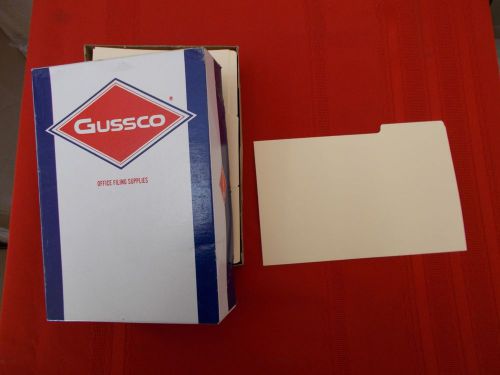 GUSSCO
®
OFFICE FILING SUPPLIES